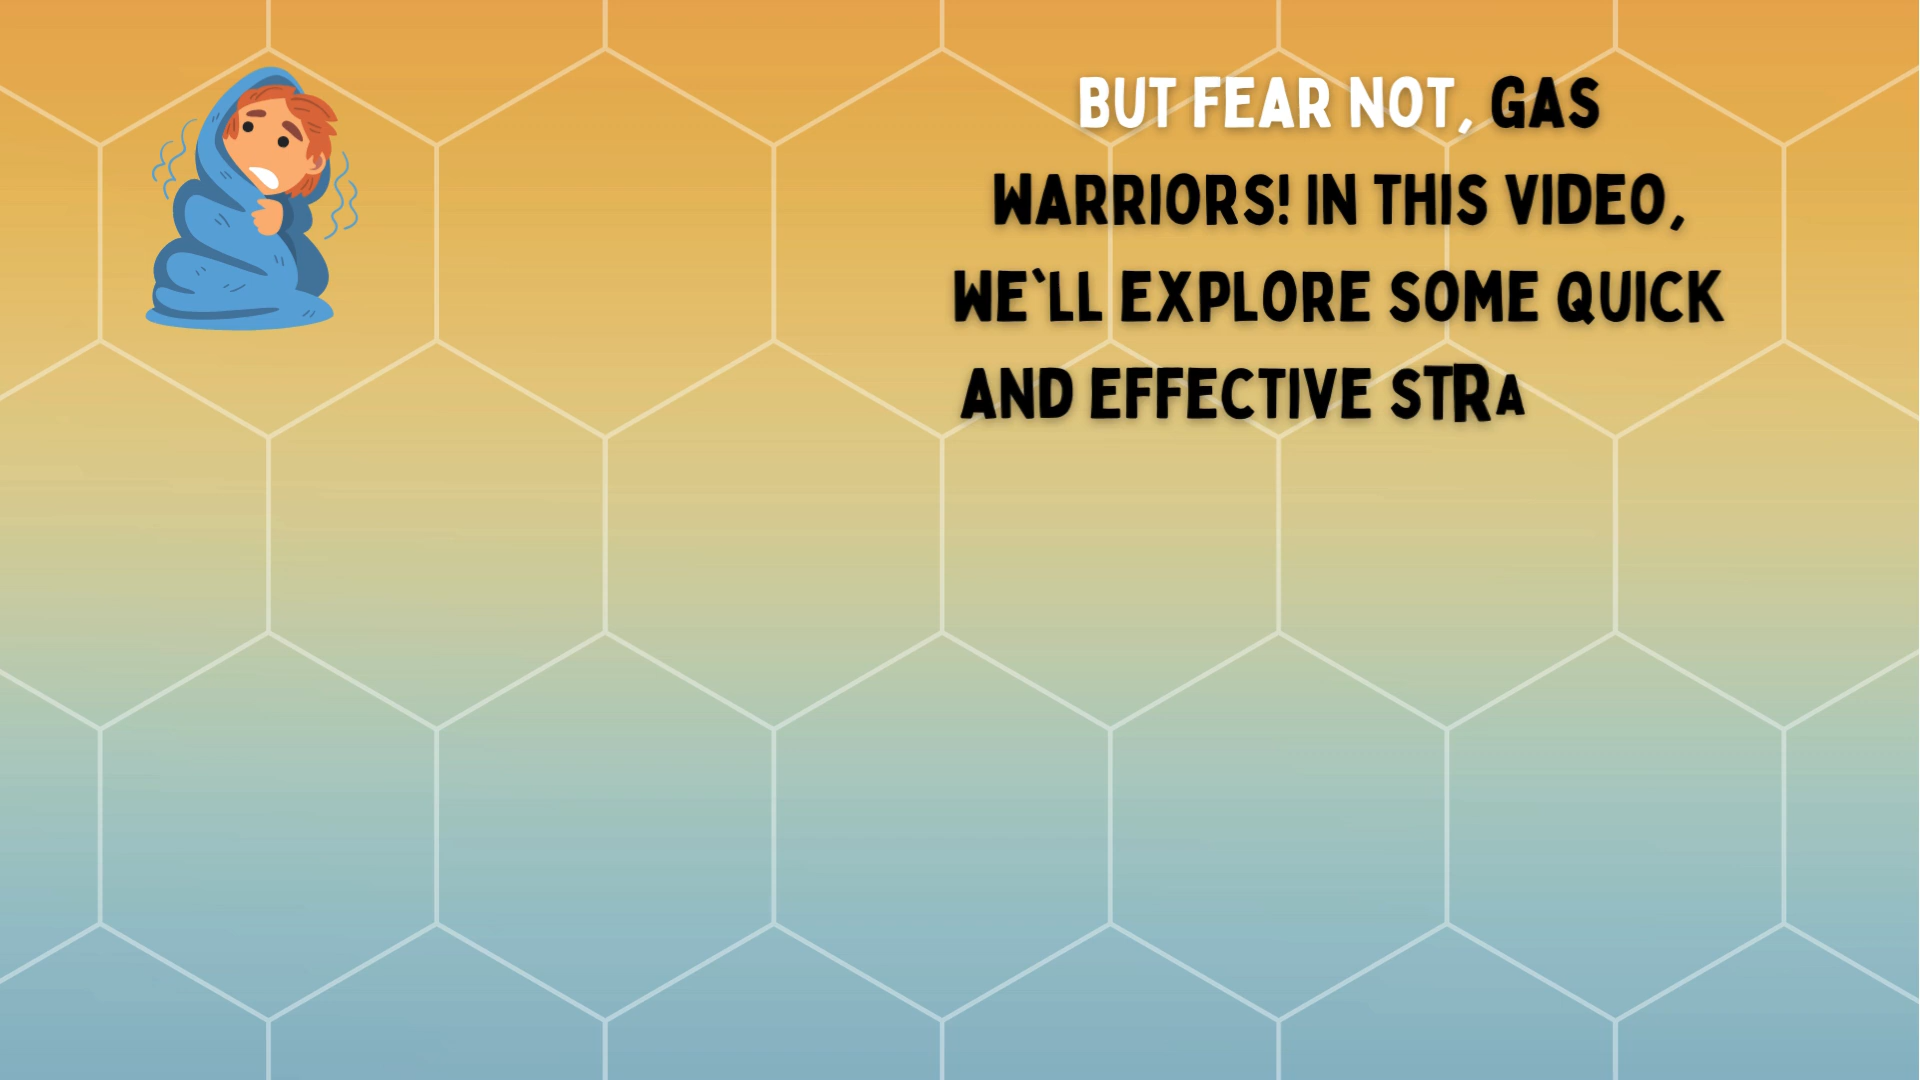 BUT FEAR NOT, GAS
WARRIORS! IN THIS VIDEO,
WE`LL EXPLORE SOME QUICK
AND EFFECTIVE STRA